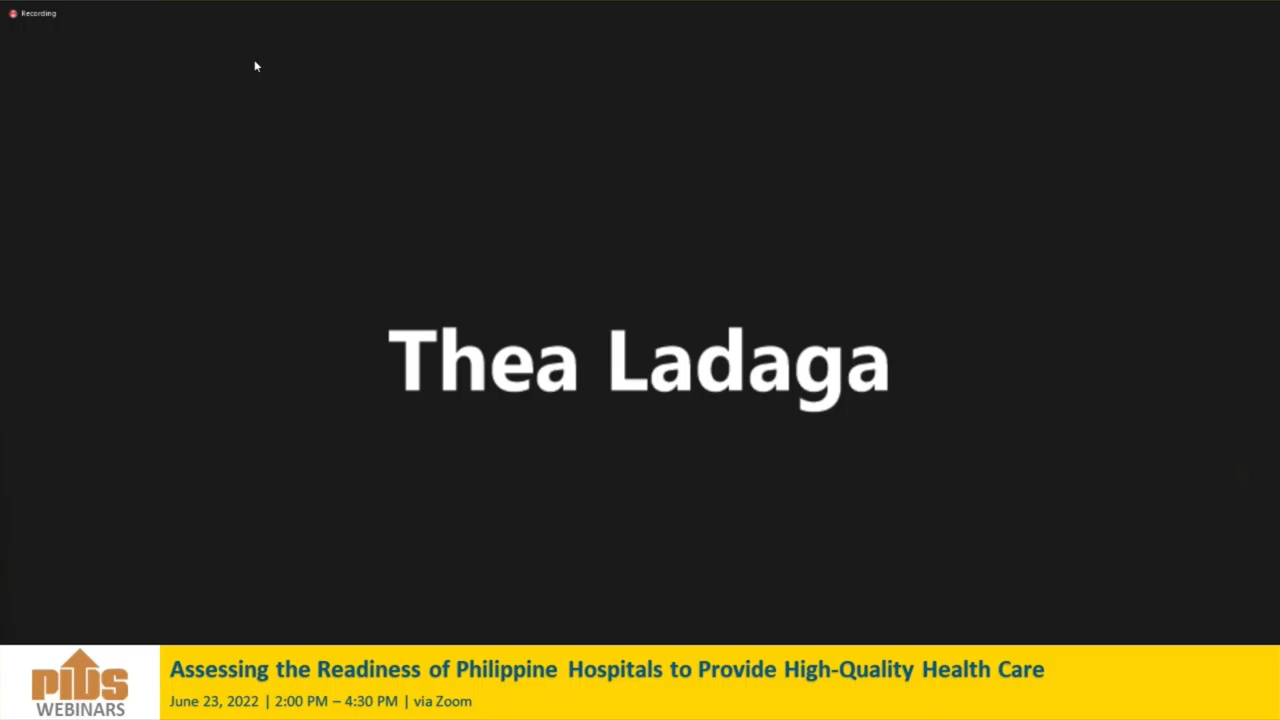 Recording
Thea Ladaga
PIDS
WEBINARS
Assessing the Readiness of Philippine Hospitals to Provide High-Quality Health Care
June 23, 2022 | 2:00 PM – 4:30 PM | via Zoom